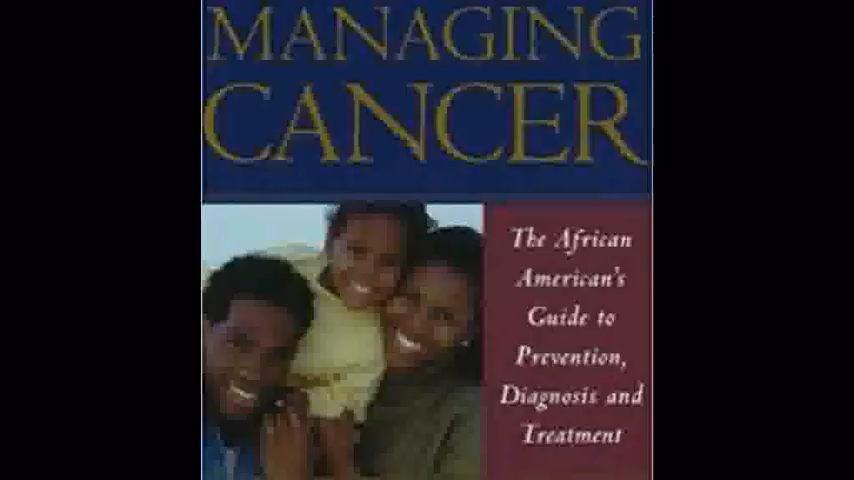 MANAGING
CANCER
The African
American's
Guide to
Prevention,
Diagnosis and
Treatment